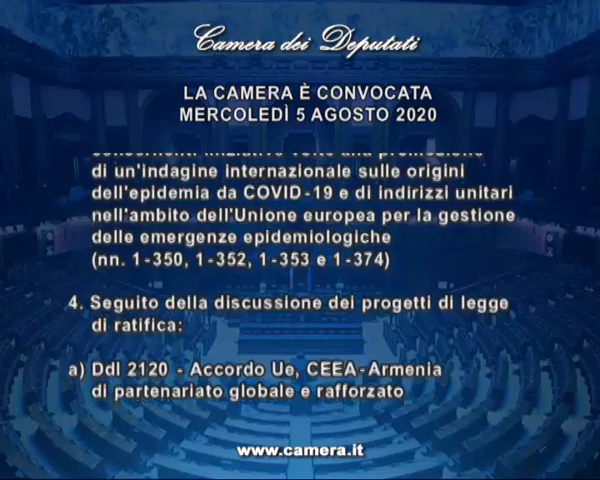 Camera dei Deputati
LA CAMERA È CONVOCATA
MERCOLEDÌ 5 AGOSTO 2020
di un'indagine internazionale sulle origini
dell'epidemia da COVID-19 e di indirizzi unitari
nell'ambito dell'Unione europea per la gestione
delle emergenze epidemiologiche
(nn. 1-350, 1-352, 1-353 e 1-374)
4. Seguito della discussione dei progetti di legge
di ratifica:
a) Ddl 2120 - Accordo Ue, CEEA-Armenia
di partenariato globale e rafforzato
www.camera.it